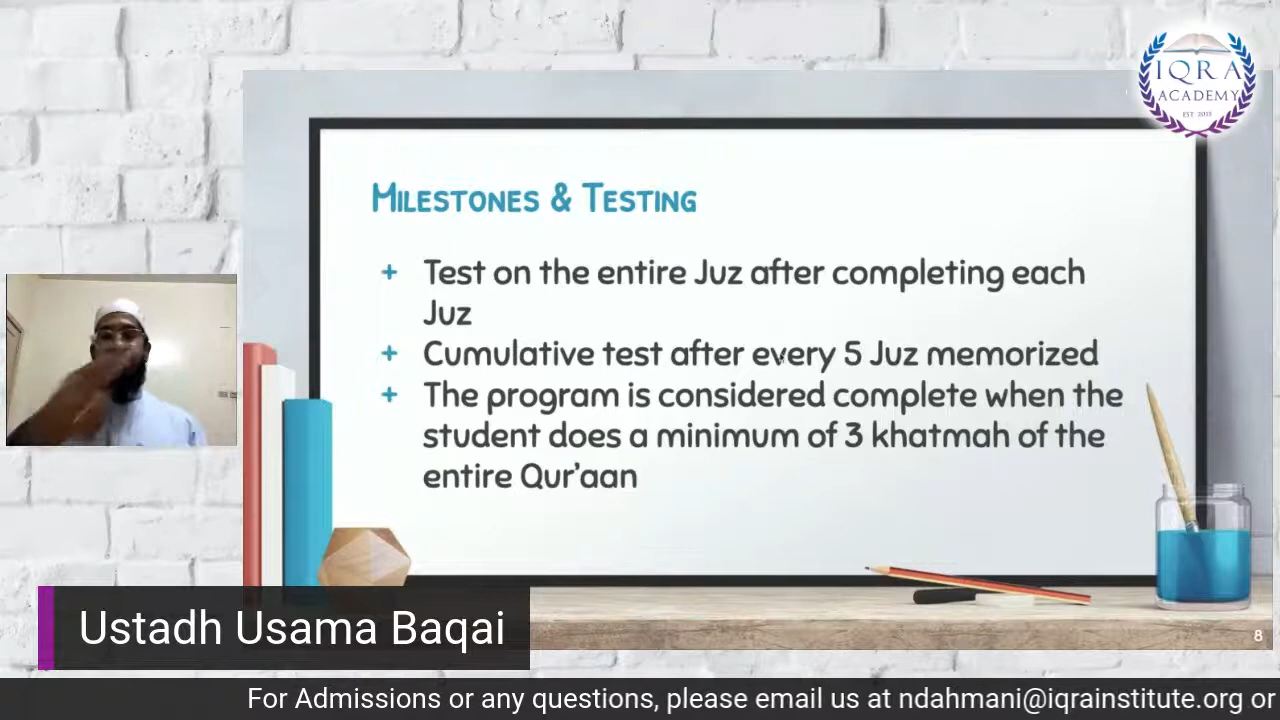 IQRA
ACADEMY
EST 2015
Milestones & Testing
+ Test on the entire Juz after completing each
Juz
+ Cumulative test after every 5 Juz memorized
+ The program is considered complete when the
student does a minimum of 3 khatmah of the
entire Qur’aan
8
Ustadh Usama Baqai
For Admissions or any questions, please email us at ndahmani@iqrainstitute.org or